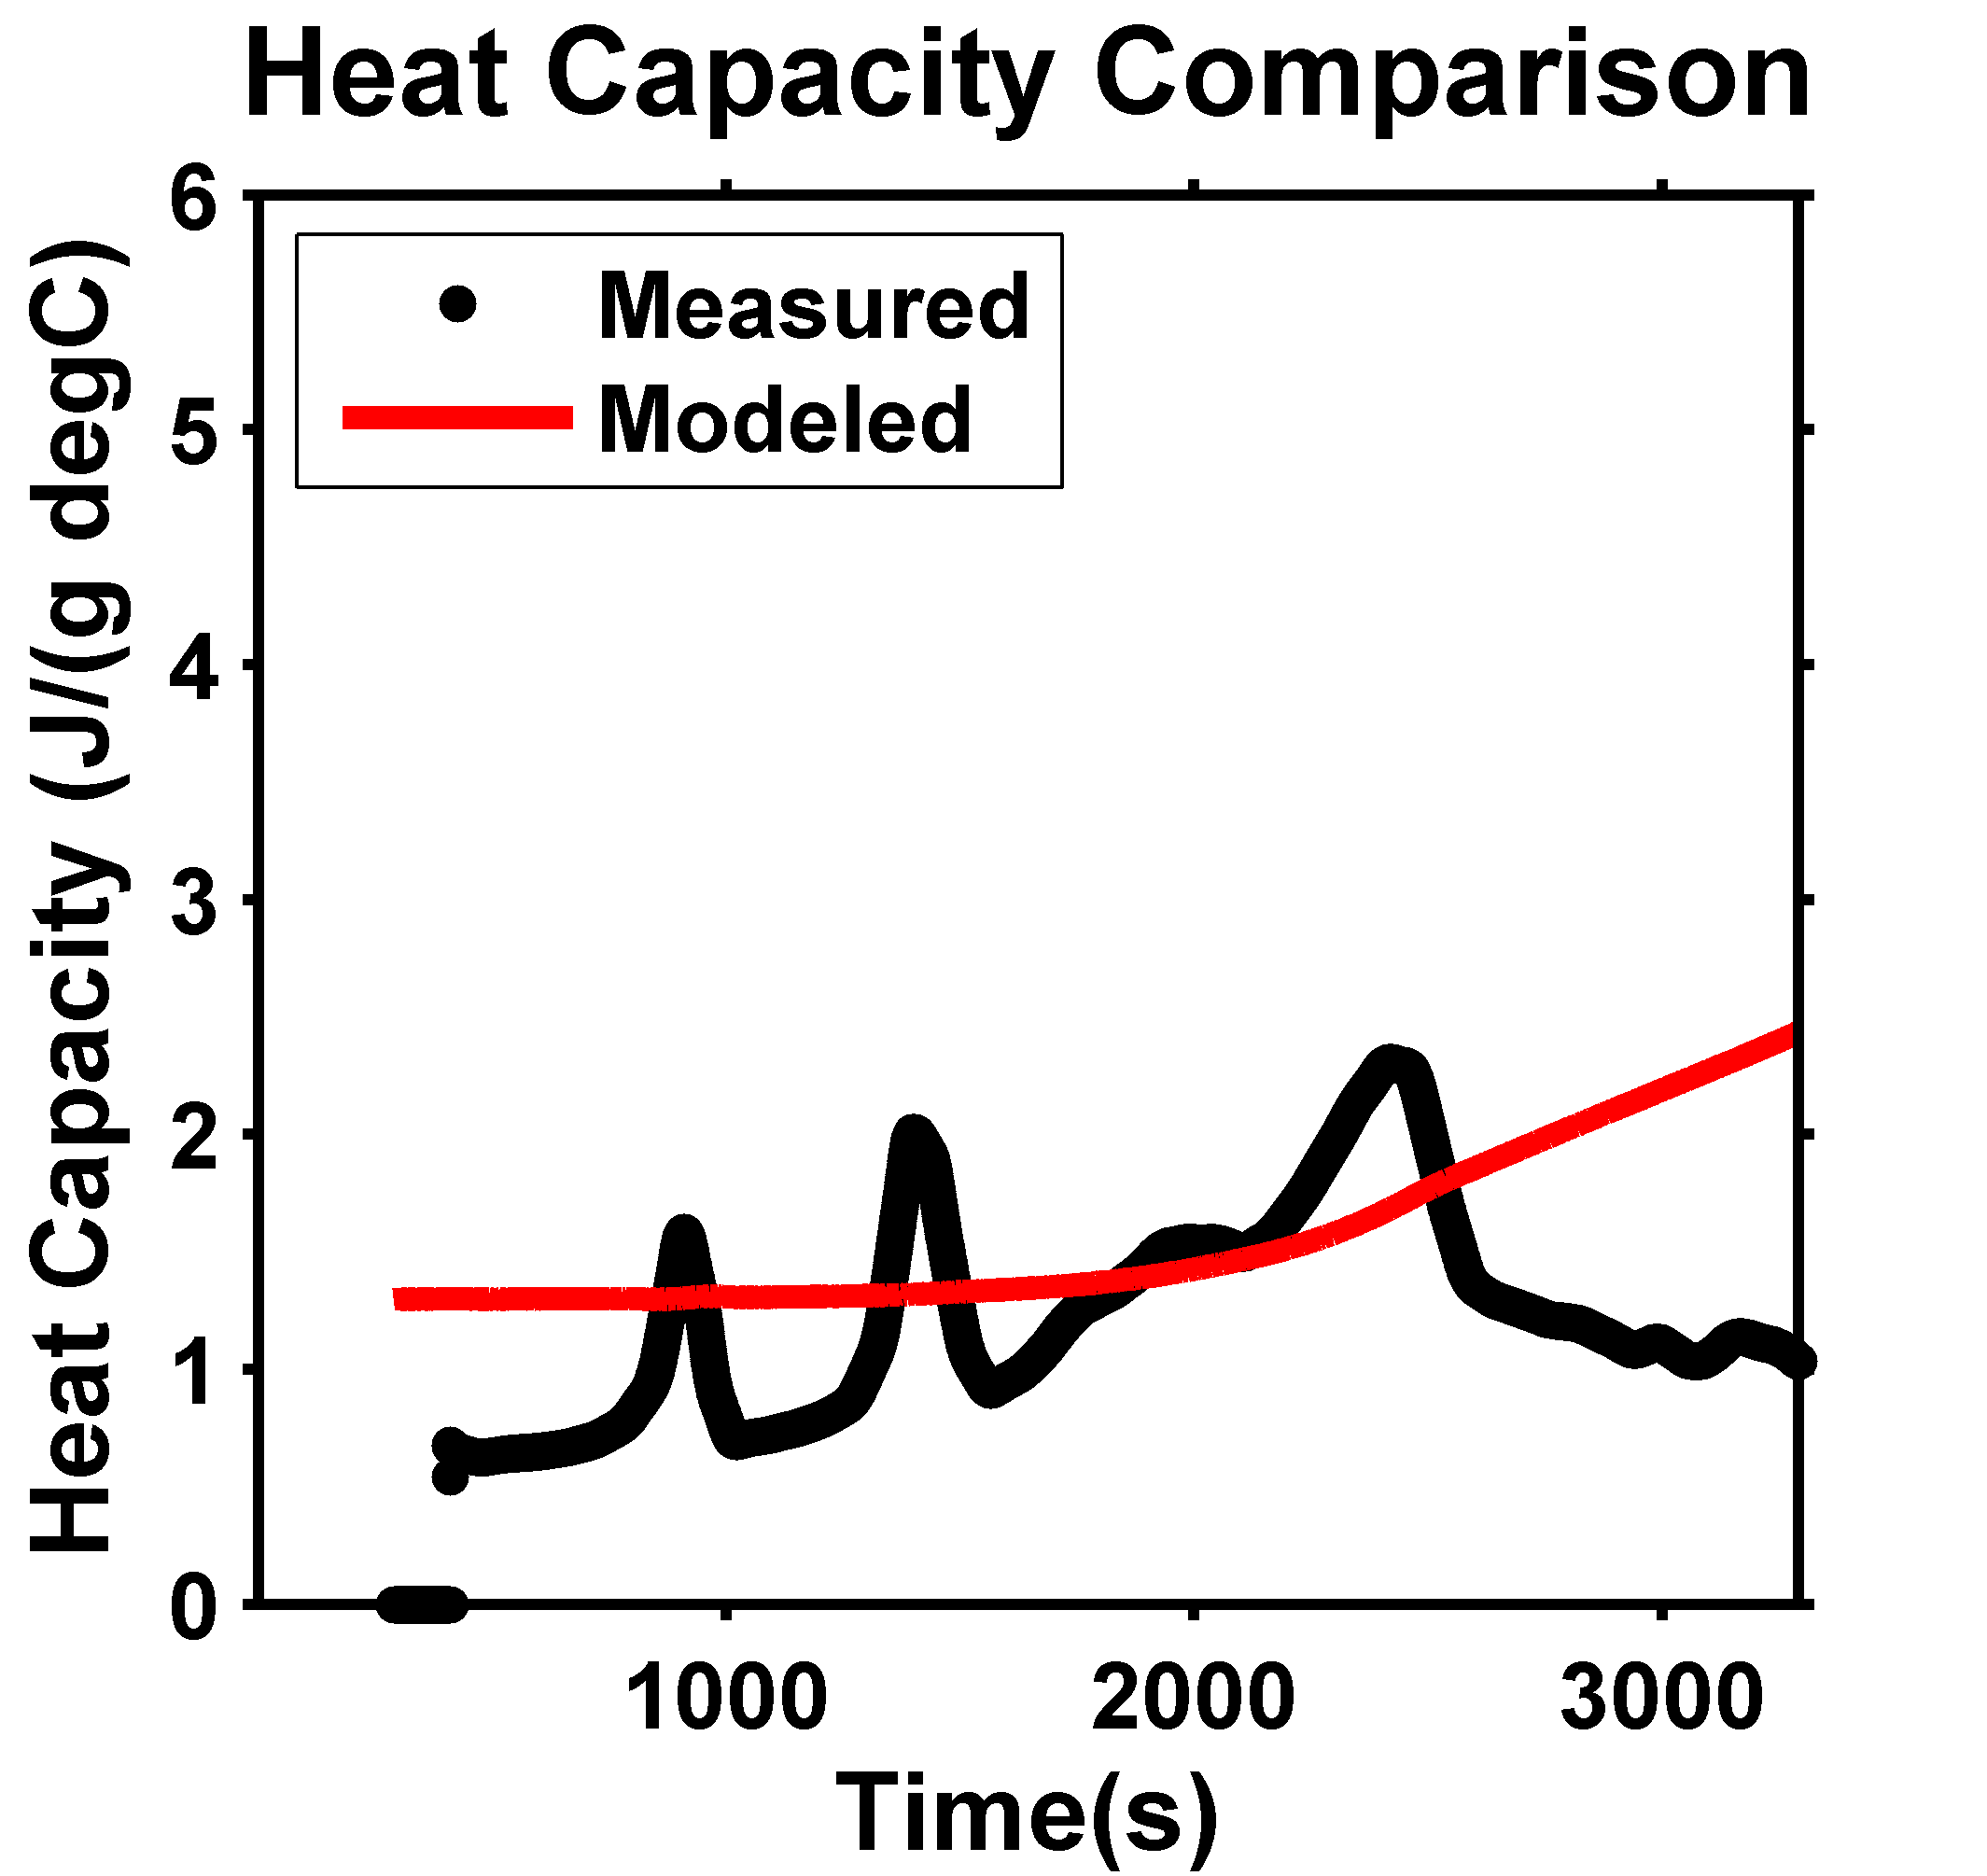 Heat Capacity Comparison
Heat Capacity (J/(g degC)
6
5
4
3
2
1
0
Measured
Modeled
1000 2000 3000
Time(s)